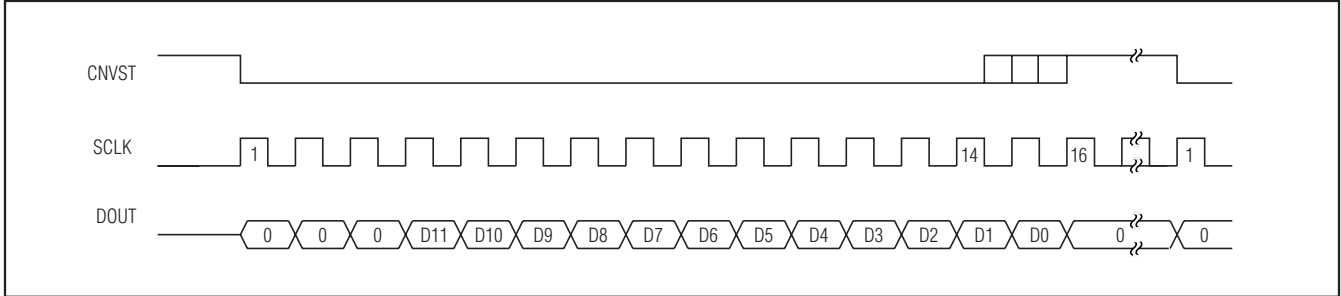 CNVST
SCLK 1 14 16 1
DOUT 0 0 0 D11 D10 D9 D8 D7 D6 D5 D4 D3 D2 D1 D0 0 0